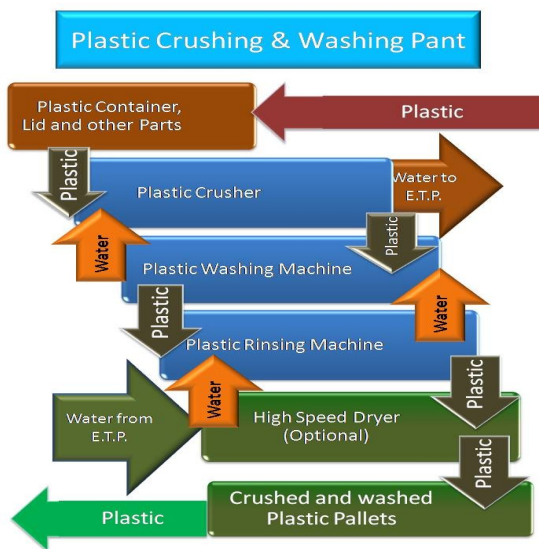 Plastic Crushing & Washing Pant
Plastic Container,
Lid and other Parts
Plastic
Plastic
Plastic Crusher
Water to
E.T.P.
Water
Plastic
Plastic Washing Machine
Plastic
Water
Plastic Rinsing Machine
Water from
E.T.P.
Water
High Speed Dryer
(Optional)
Plastic
Plastic
Plastic
Crushed and washed
Plastic Pallets